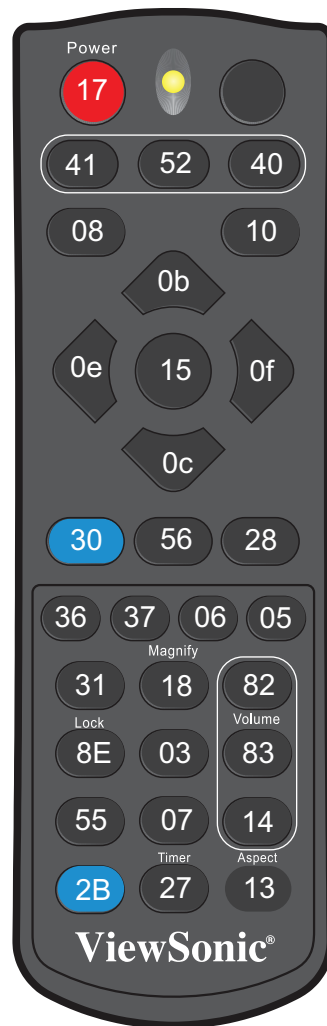 Power
17
41 52 40
08 10
0b
0e 15 0f
0c
30 56 28
36 37 06 05
Magnify
31 18 82
Lock Volume
8E 03 83
55 07 14
Timer Aspect
2B 27 13
ViewSonic®